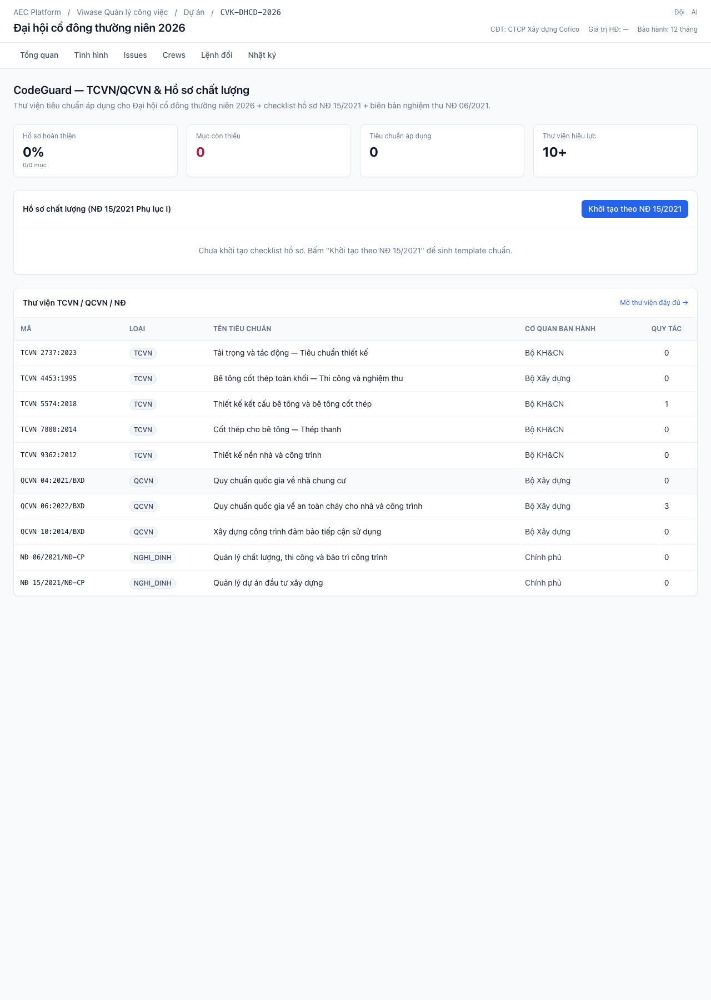 AEC Platform / Viwase Quản lý công việc / Dự án / CVK-DHCD-2026
Đội AI
Đại hội cổ đông thường niên 2026
CĐT: CTCP Xây dựng Cofico Giá trị HĐ: — Bảo hành: 12 tháng
Tổng quan Tình hình Issues Crews Lệnh đổi Nhật ký
CodeGuard — TCVN/QCVN & Hồ sơ chất lượng
Thư viện tiêu chuẩn áp dụng cho Đại hội cổ đông thường niên 2026 + checklist hồ sơ NĐ 15/2021 + biên bản nghiệm thu NĐ 06/2021.
Hồ sơ hoàn thiện
0%
0/0 mục
Mục còn thiếu
0
Tiêu chuẩn áp dụng
0
Thư viện hiệu lực
10+
Hồ sơ chất lượng (NĐ 15/2021 Phụ lục I)
Khởi tạo theo NĐ 15/2021
Chưa khởi tạo checklist hồ sơ. Bấm "Khởi tạo theo NĐ 15/2021" để sinh template chuẩn.
Thư viện TCVN / QCVN / NĐ
Mở thư viện đầy đủ →
MÃ LOẠI TÊN TIÊU CHUẨN CƠ QUAN BAN HÀNH QUY TẮC
TCVN 2737:2023 TCVN Tải trọng và tác động — Tiêu chuẩn thiết kế Bộ KH&CN 0
TCVN 4453:1995 TCVN Bê tông cốt thép toàn khối — Thi công và nghiệm thu Bộ Xây dựng 0
TCVN 5574:2018 TCVN Thiết kế kết cấu bê tông và bê tông cốt thép Bộ KH&CN 1
TCVN 7888:2014 TCVN Cốt thép cho bê tông — Thép thanh Bộ KH&CN 0
TCVN 9362:2012 TCVN Thiết kế nền nhà và công trình Bộ KH&CN 0
QCVN 04:2021/BXD QCVN Quy chuẩn quốc gia về nhà chung cư Bộ Xây dựng 0
QCVN 06:2022/BXD QCVN Quy chuẩn quốc gia về an toàn cháy cho nhà và công trình Bộ Xây dựng 3
QCVN 10:2014/BXD QCVN Xây dựng công trình đảm bảo tiếp cận sử dụng Bộ Xây dựng 0
NĐ 06/2021/NĐ-CP NGHI_DINH Quản lý chất lượng, thi công và bảo trì công trình Chính phủ 0
NĐ 15/2021/NĐ-CP NGHI_DINH Quản lý dự án đầu tư xây dựng Chính phủ 0